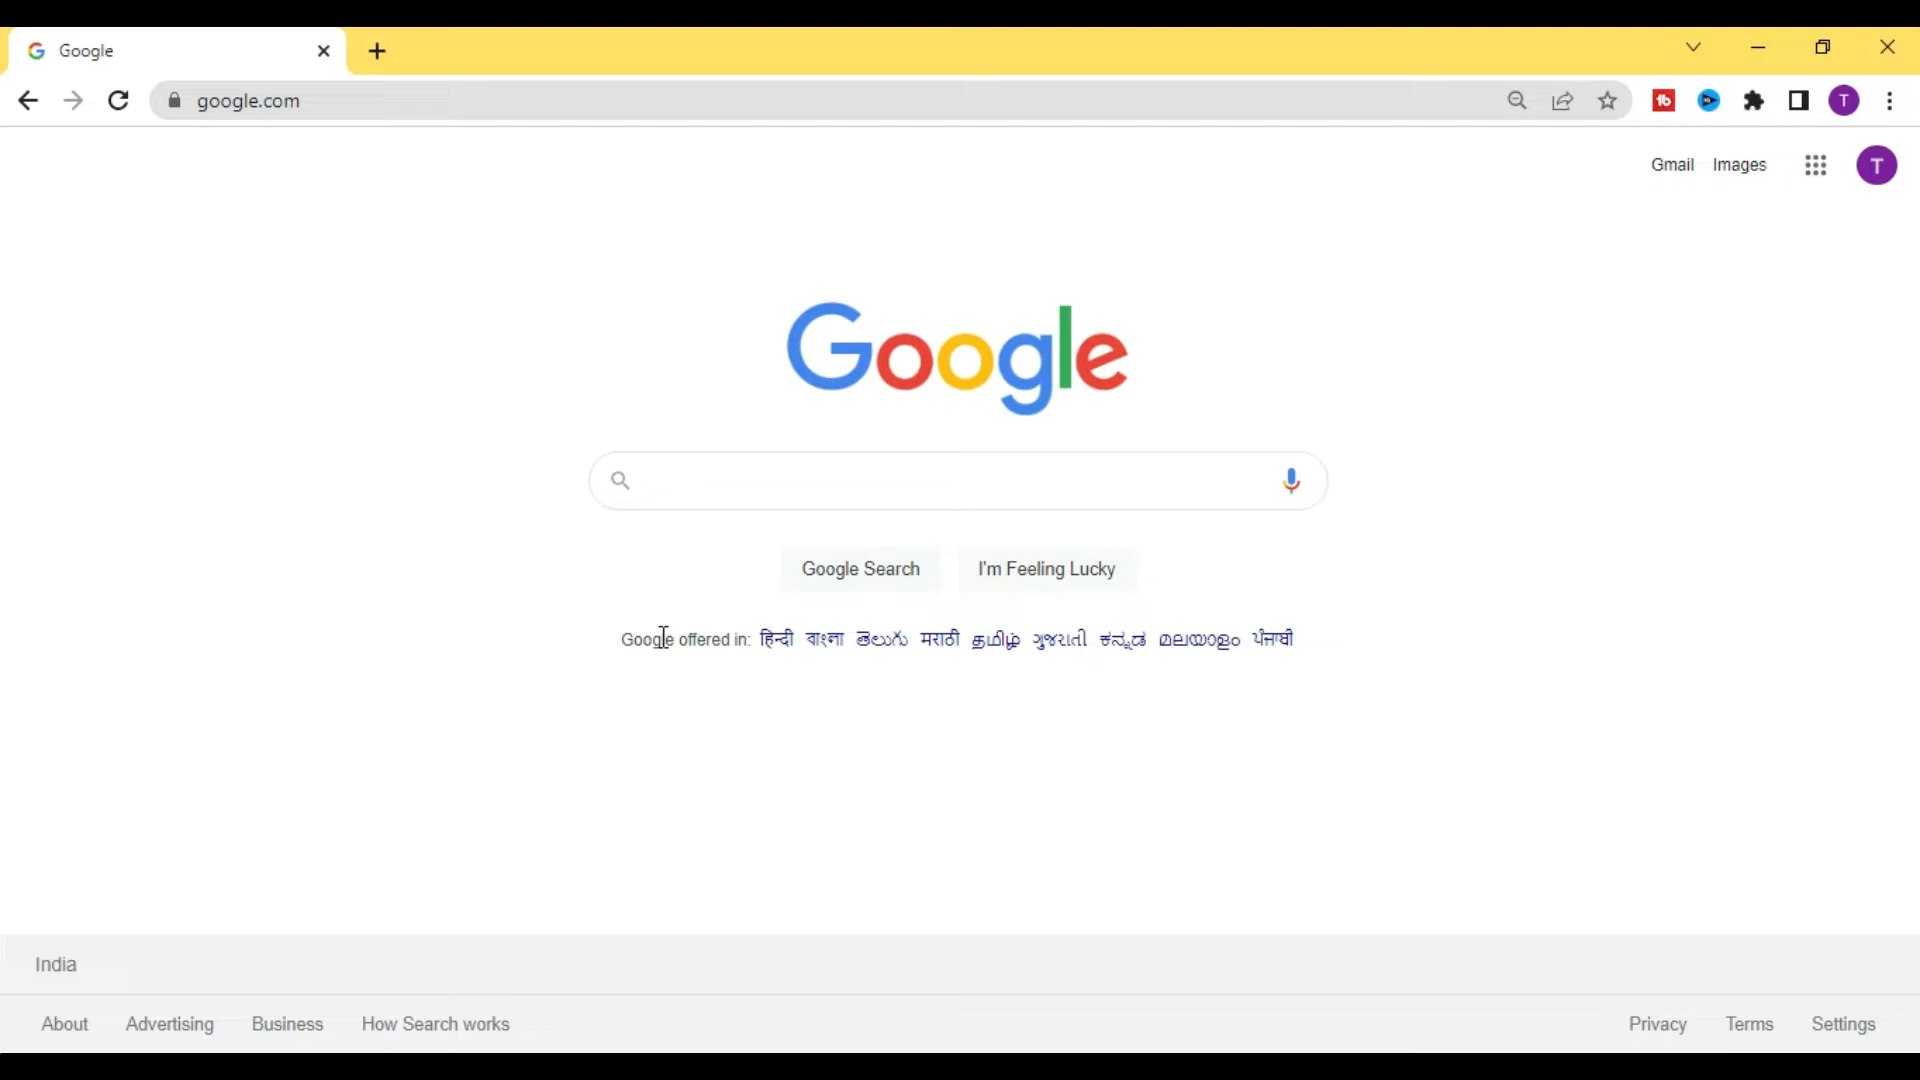 Google
google.com
T
Gmail Images
T
Google
Google Search I'm Feeling Lucky
Google offered in: हिन्दी বাংলা తెలుగు मराठी தமிழ் ગુજરાતી ಕನ್ನಡ മലയാളം ਪੰਜਾਬੀ
India
About Advertising Business How Search works Privacy Terms Settings